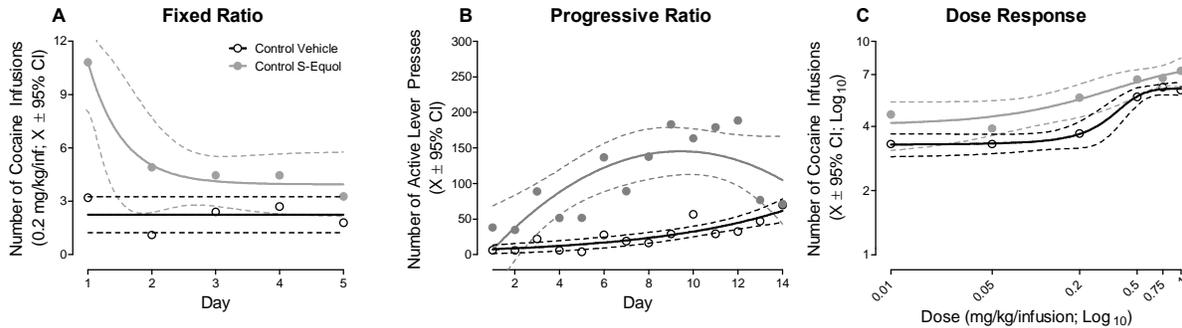 A Fixed Ratio
Number of Cocaine Infusions
(0.2 mg/kg/inf; X ± 95% CI)
12
9
6
3
0
Control Vehicle
Control S-Equol
1 2 3 4 5
Day
B Progressive Ratio
Number of Active Lever Presses
(X ± 95% CI)
300
250
200
150
100
50
0
2 4 6 8 10 12 14
Day
C Dose Response
Number of Cocaine Infusions
(X ± 95% CI; Log10)
10
7
4
2
1
0.01 0.05 0.2 0.5 0.75 1
Dose (mg/kg/infusion; Log10)